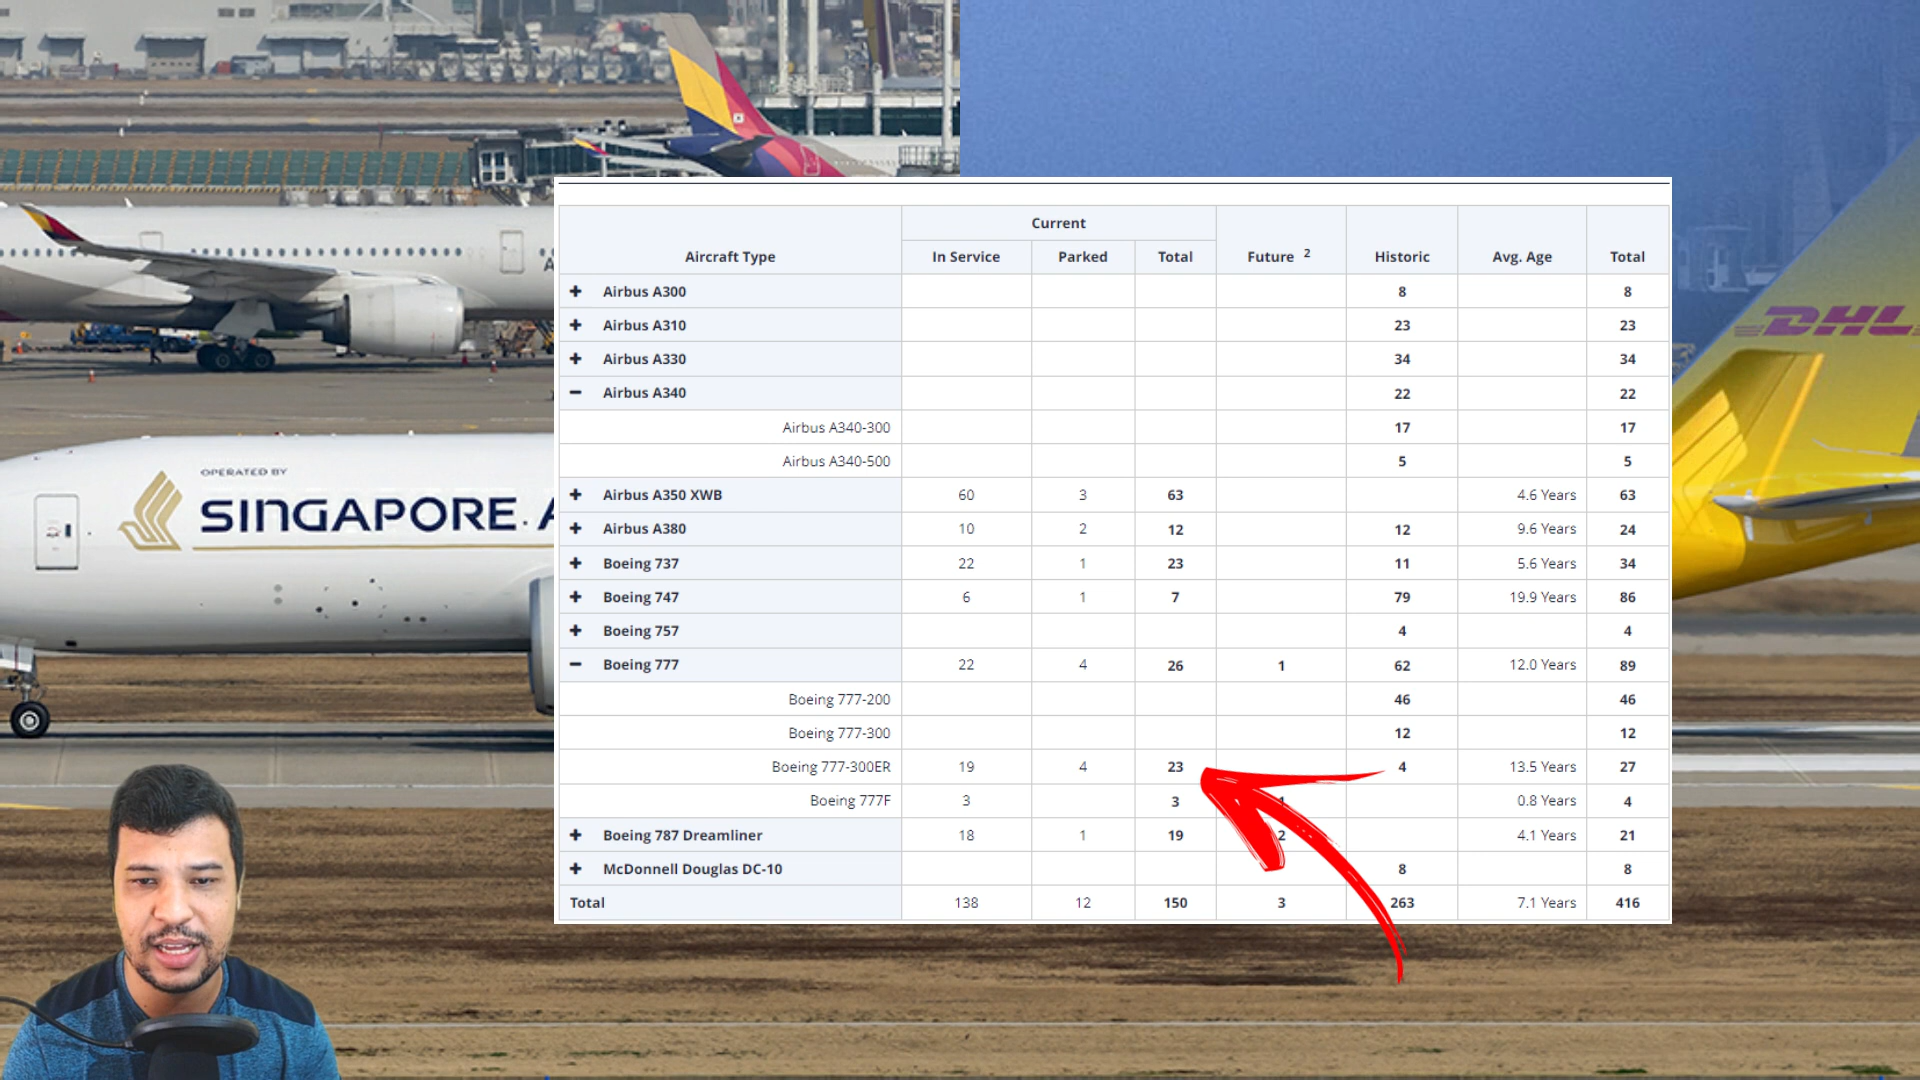 OPERATED BY
SINGAPORE A
A
DHL
Current
Aircraft Type In Service Parked Total Future 2 Historic Avg. Age Total
Airbus A300 8 8
Airbus A310 23 23
Airbus A330 34 34
Airbus A340 22 22
Airbus A340-300 17 17
Airbus A340-500 5 5
Airbus A350 XWB 60 3 63 4.6 Years 63
Airbus A380 10 2 12 12 9.6 Years 24
Boeing 737 22 1 23 11 5.6 Years 34
Boeing 747 6 1 7 79 19.9 Years 86
Boeing 757 4 4
Boeing 777 22 4 26 1 62 12.0 Years 89
Boeing 777-200 46 46
Boeing 777-300 12 12
Boeing 777-300ER 19 4 23 4 13.5 Years 27
Boeing 777F 3 3 1 0.8 Years 4
Boeing 787 Dreamliner 18 1 19 2 4.1 Years 21
McDonnell Douglas DC-10 8 8
Total 138 12 150 3 263 7.1 Years 416